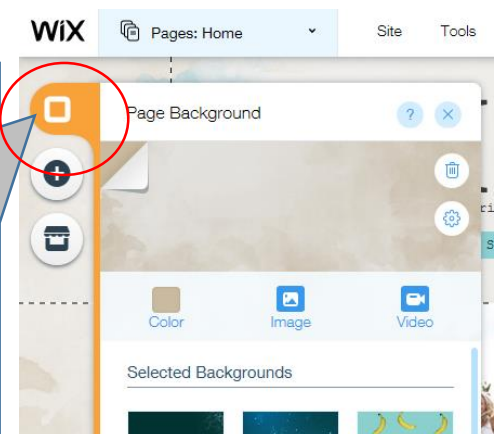 WiX
Pages: Home
Site
Tools
Page Background
?
Color
Image
Video
Selected Backgrounds